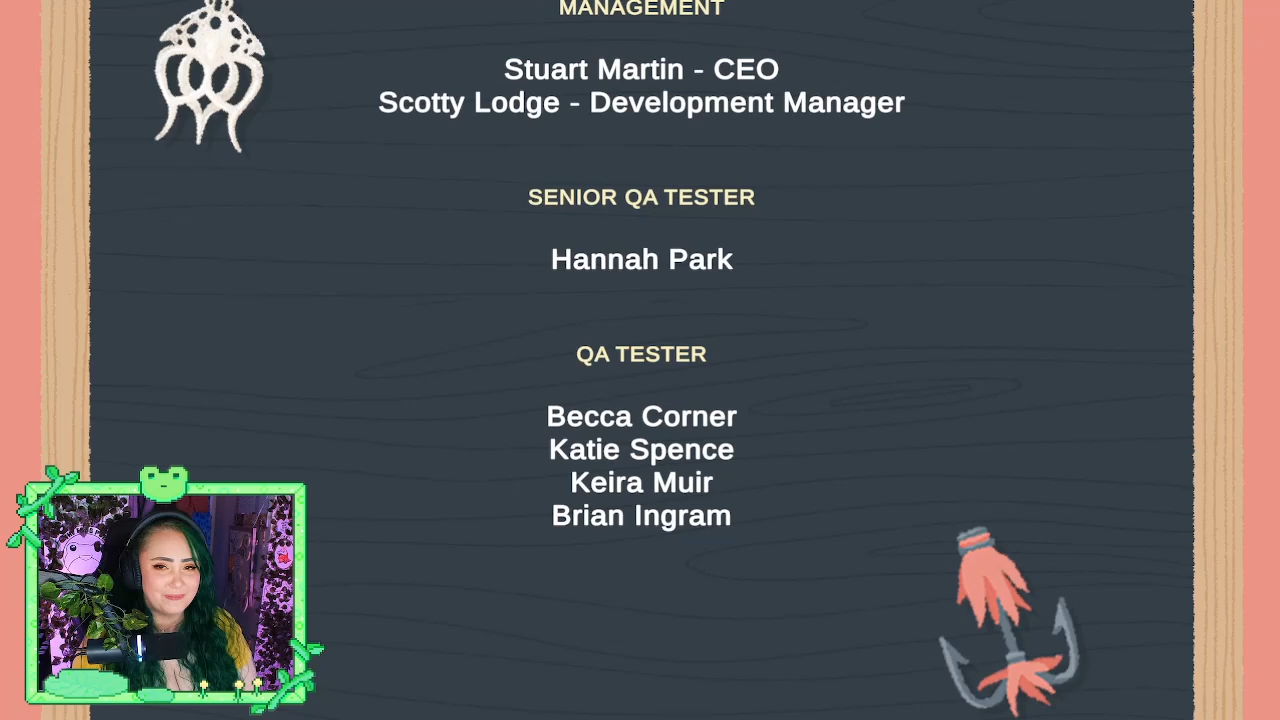 MANAGEMENT
Stuart Martin - CEO
Scotty Lodge - Development Manager
SENIOR QA TESTER
Hannah Park
QA TESTER
Becca Corner
Katie Spence
Keira Muir
Brian Ingram